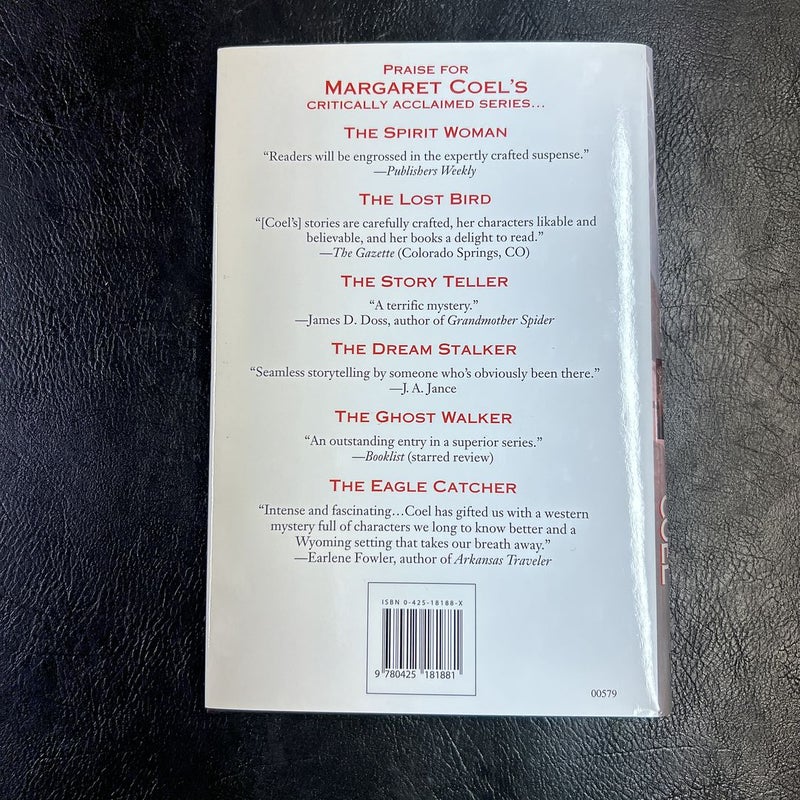 PRAISE FOR
MARGARET COEL'S
CRITICALLY ACCLAIMED SERIES...
THE SPIRIT WOMAN
“Readers will be engrossed in the expertly crafted suspense.”
—Publishers Weekly
THE LOST BIRD
“[Coel’s] stories are carefully crafted, her characters likable and
believable, and her books a delight to read.”
—The Gazette (Colorado Springs, CO)
THE STORY TELLER
“A terrific mystery.”
—James D. Doss, author of Grandmother Spider
THE DREAM STALKER
“Seamless storytelling by someone who’s obviously been there.”
—J. A. Jance
THE GHOST WALKER
“An outstanding entry in a superior series.”
—Booklist (starred review)
THE EAGLE CATCHER
“Intense and fascinating…Coel has gifted us with a western
mystery full of characters we long to know better and a
Wyoming setting that takes our breath away.”
—Earlene Fowler, author of Arkansas Traveler
ISBN 0-425-18188-X
9 780425 181881
00579
COEL